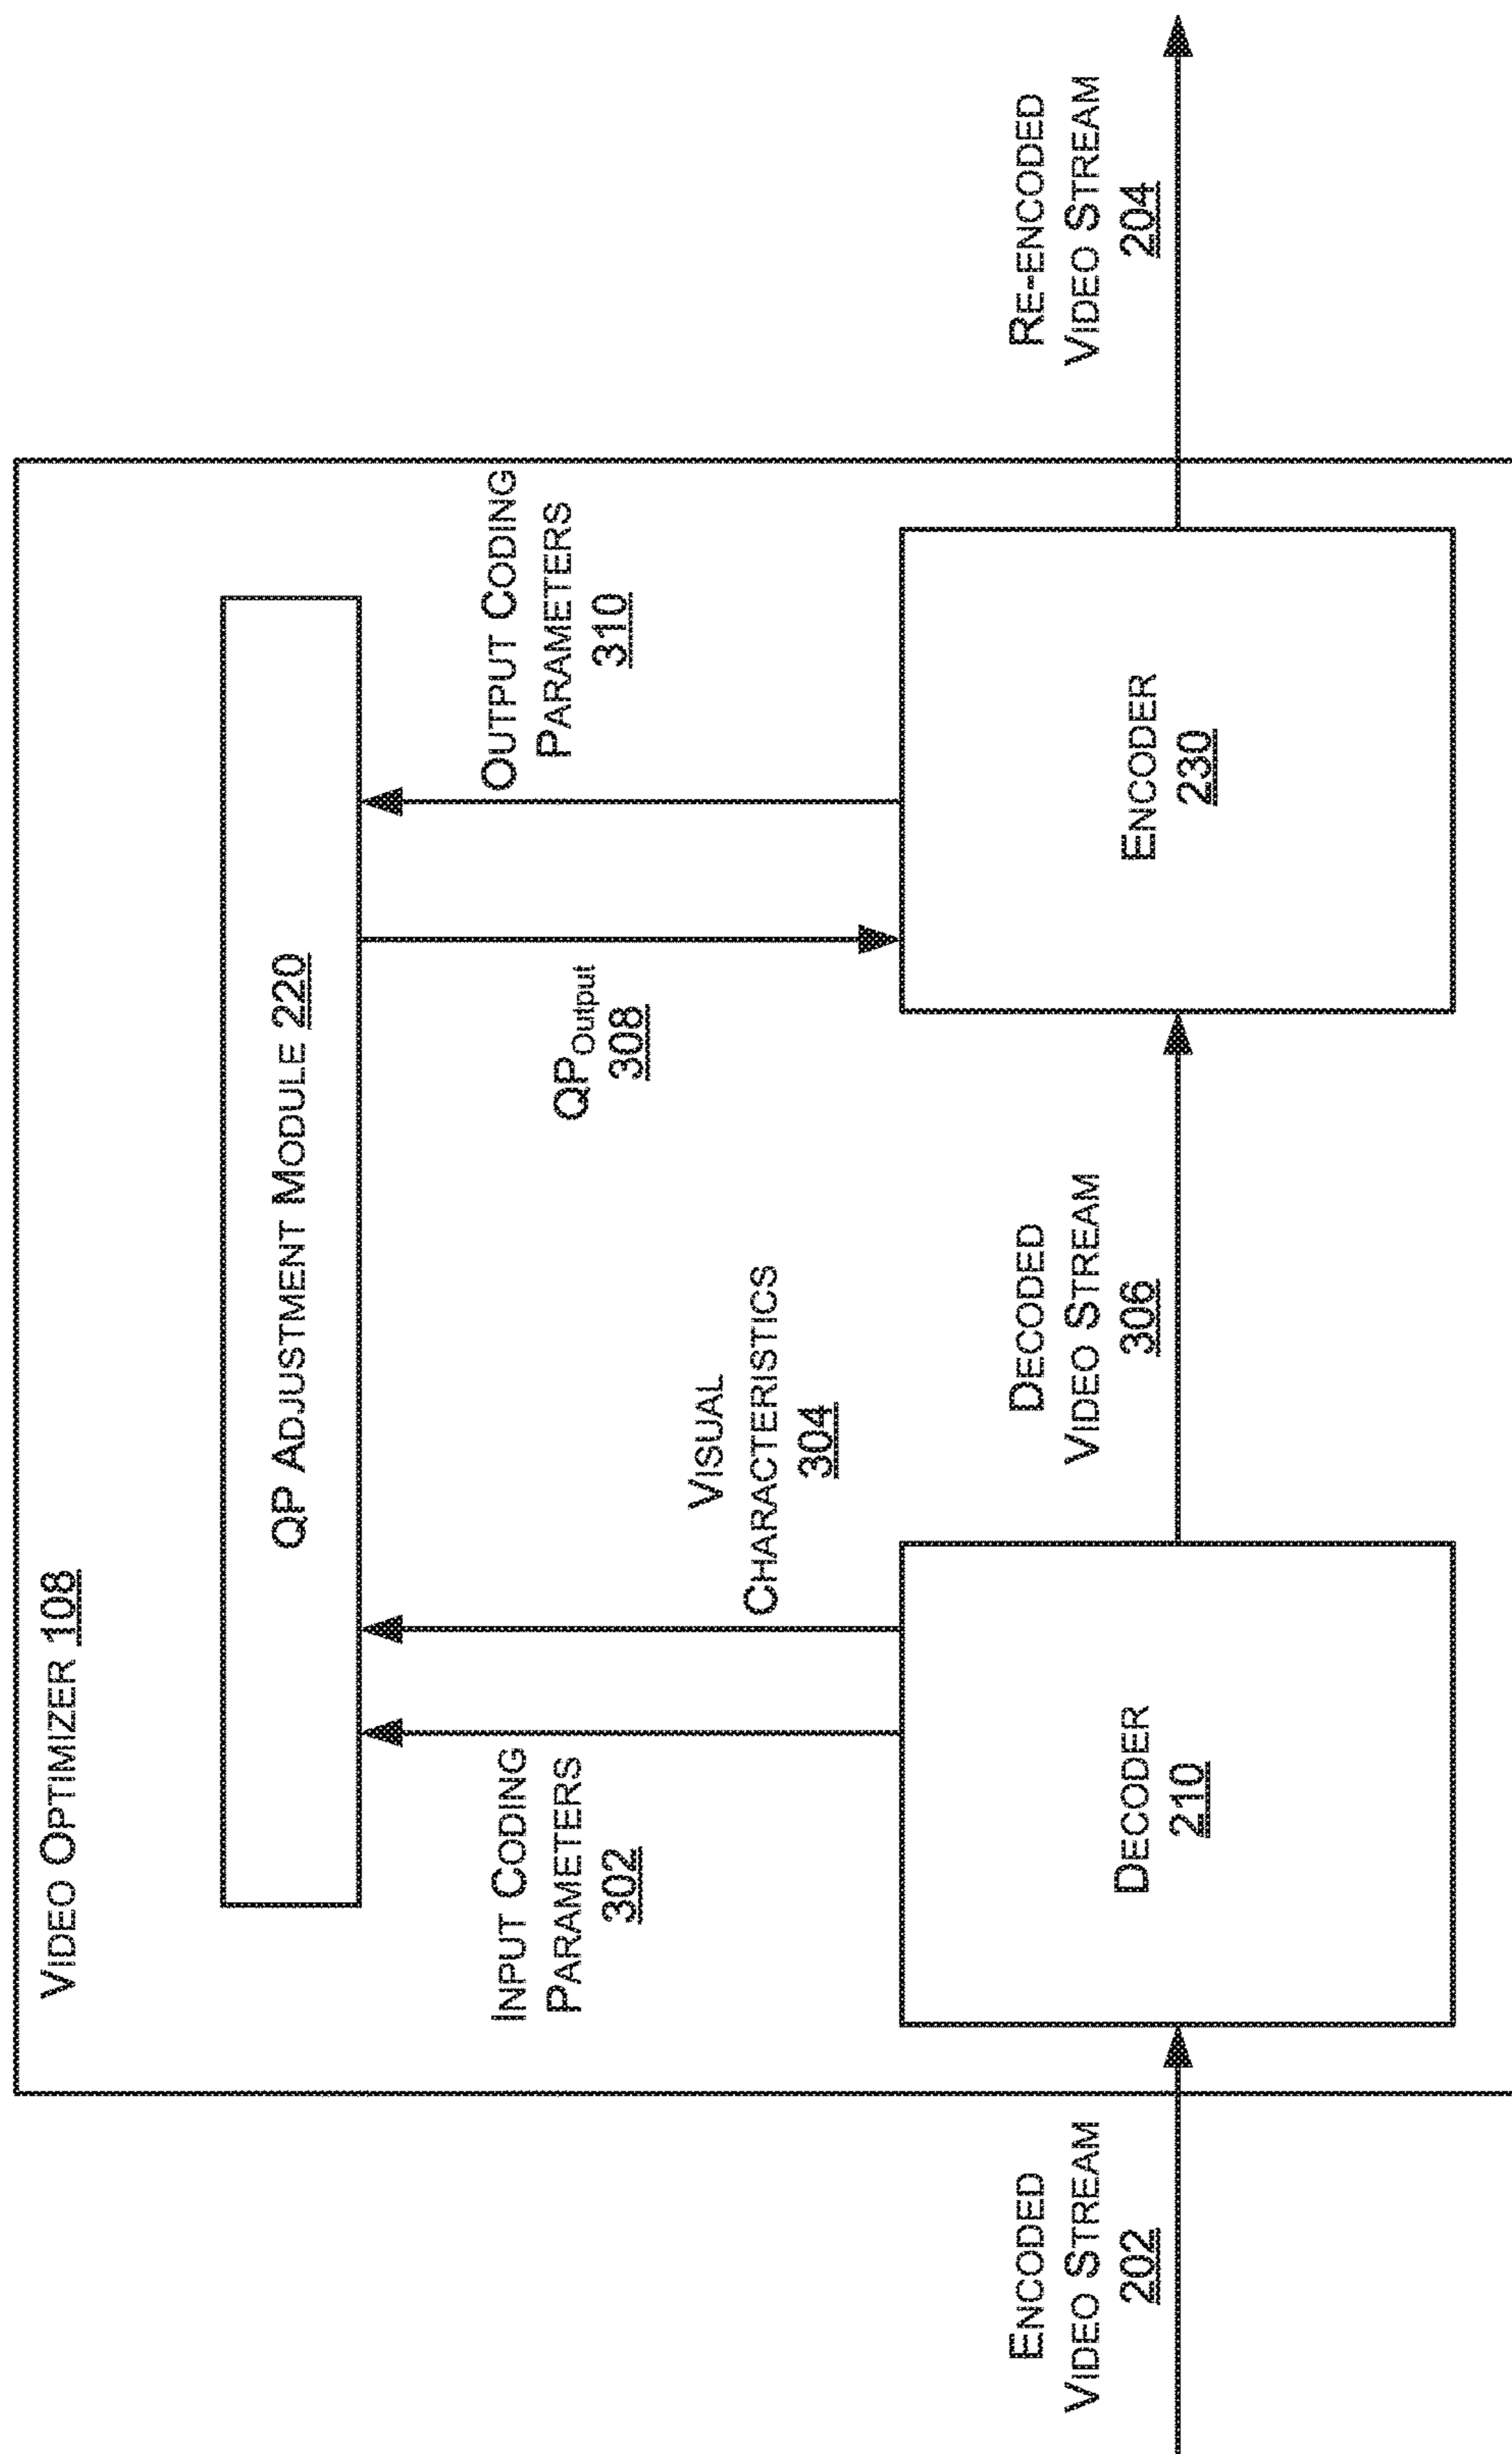 VIDEO OPTIMIZER 108
QP ADJUSTMENT MODULE 220
INPUT CODING
PARAMETERS
302
VISUAL
CHARACTERISTICS
304
QPOutput
308
OUTPUT CODING
PARAMETERS
310
ENCODED
VIDEO STREAM
202
DECODER
210
DECODED
VIDEO STREAM
306
ENCODER
230
RE-ENCODED
VIDEO STREAM
204